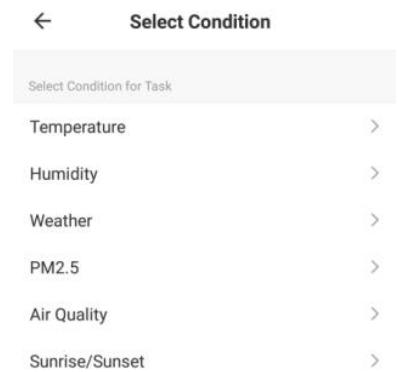 Select Condition
Select Condition for Task
Temperature
Humidity
Weather
PM2.5
Air Quality
Sunrise/Sunset